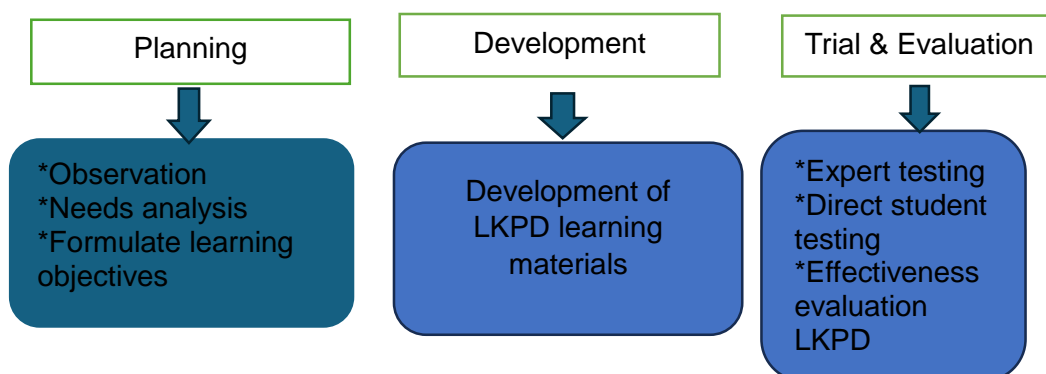 Planning
*Observation
*Needs analysis
*Formulate learning
objectives
Development
Development of
LKPD learning
materials
Trial & Evaluation
*Expert testing
*Direct student
testing
*Effectiveness
evaluation
LKPD